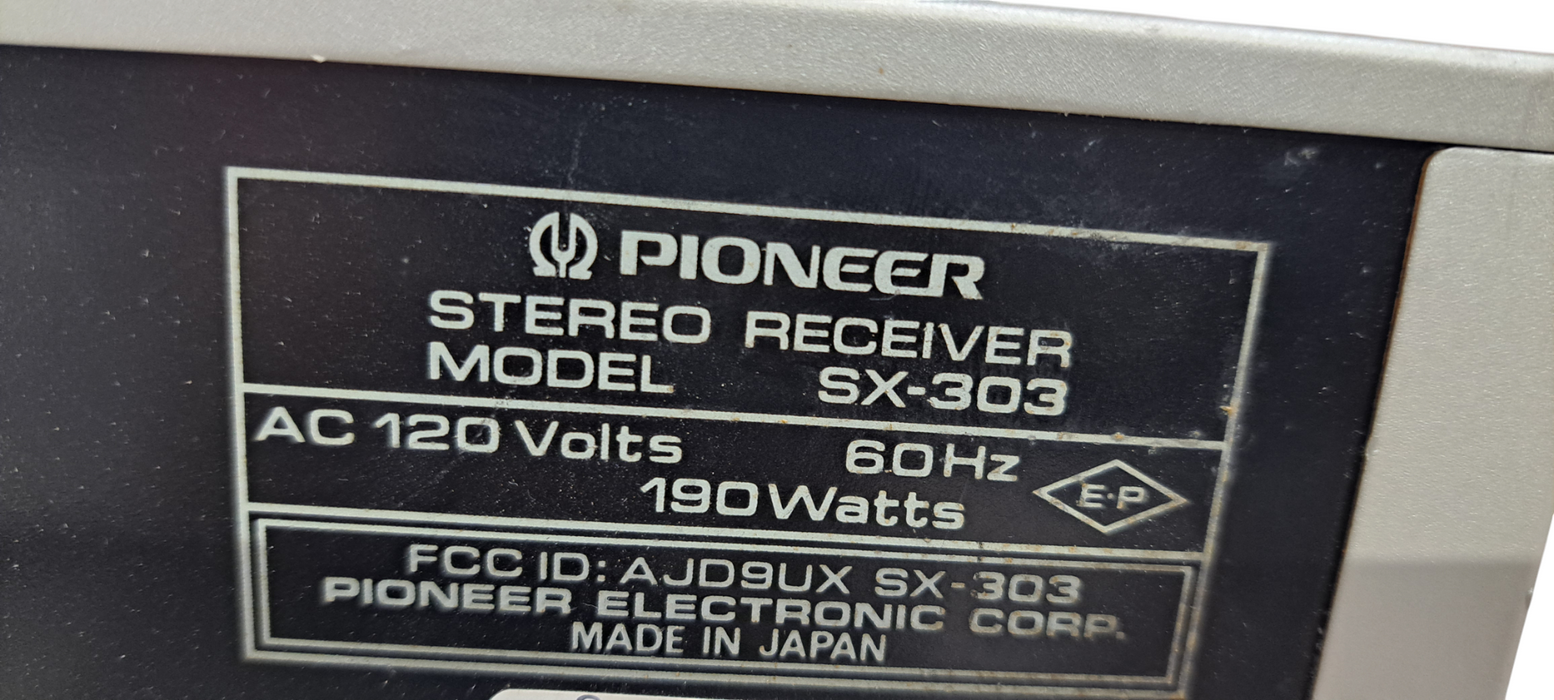 PIONEER
STEREO RECEIVER
MODEL SX-303
AC 120 Volts 60Hz
190 Watts E·P
FCC ID: AJD9UX SX-303
PIONEER ELECTRONIC CORP.
MADE IN JAPAN